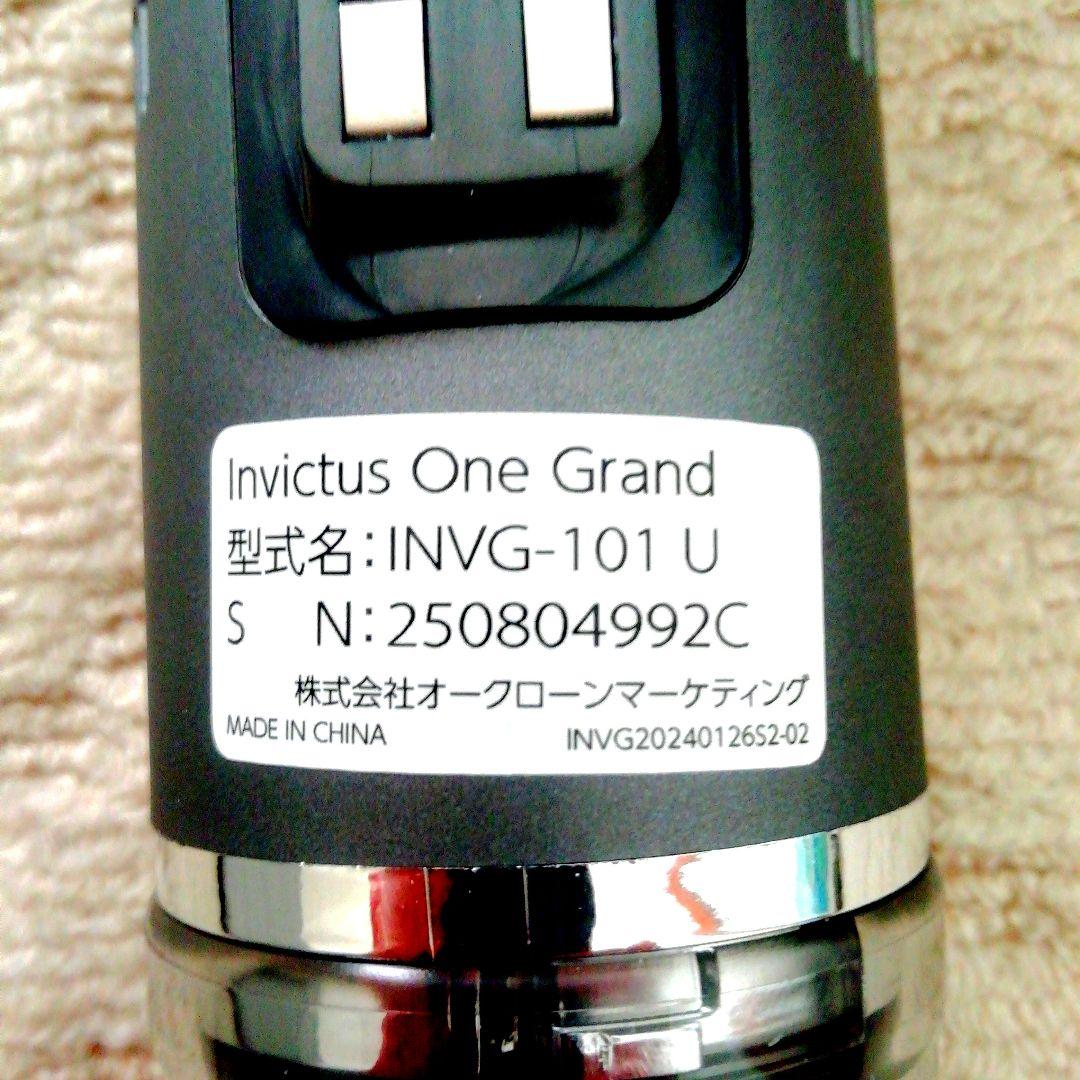 Invictus One Grand
型式名：INVG-101 U
S N：250804992C
株式会社オークローンマーケティング
MADE IN CHINA INVG20240126S2-02